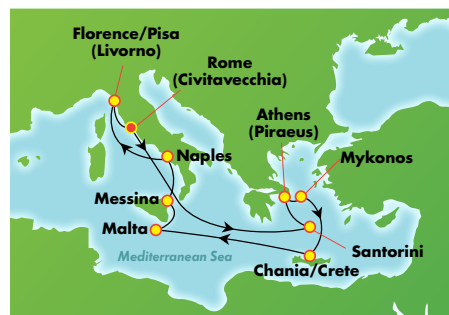 Florence/Pisa
(Livorno)
Rome
(Civitavecchia)
Athens
(Piraeus)
Mykonos
Naples
Messina
Malta
Mediterranean Sea
Santorini
Chania/Crete